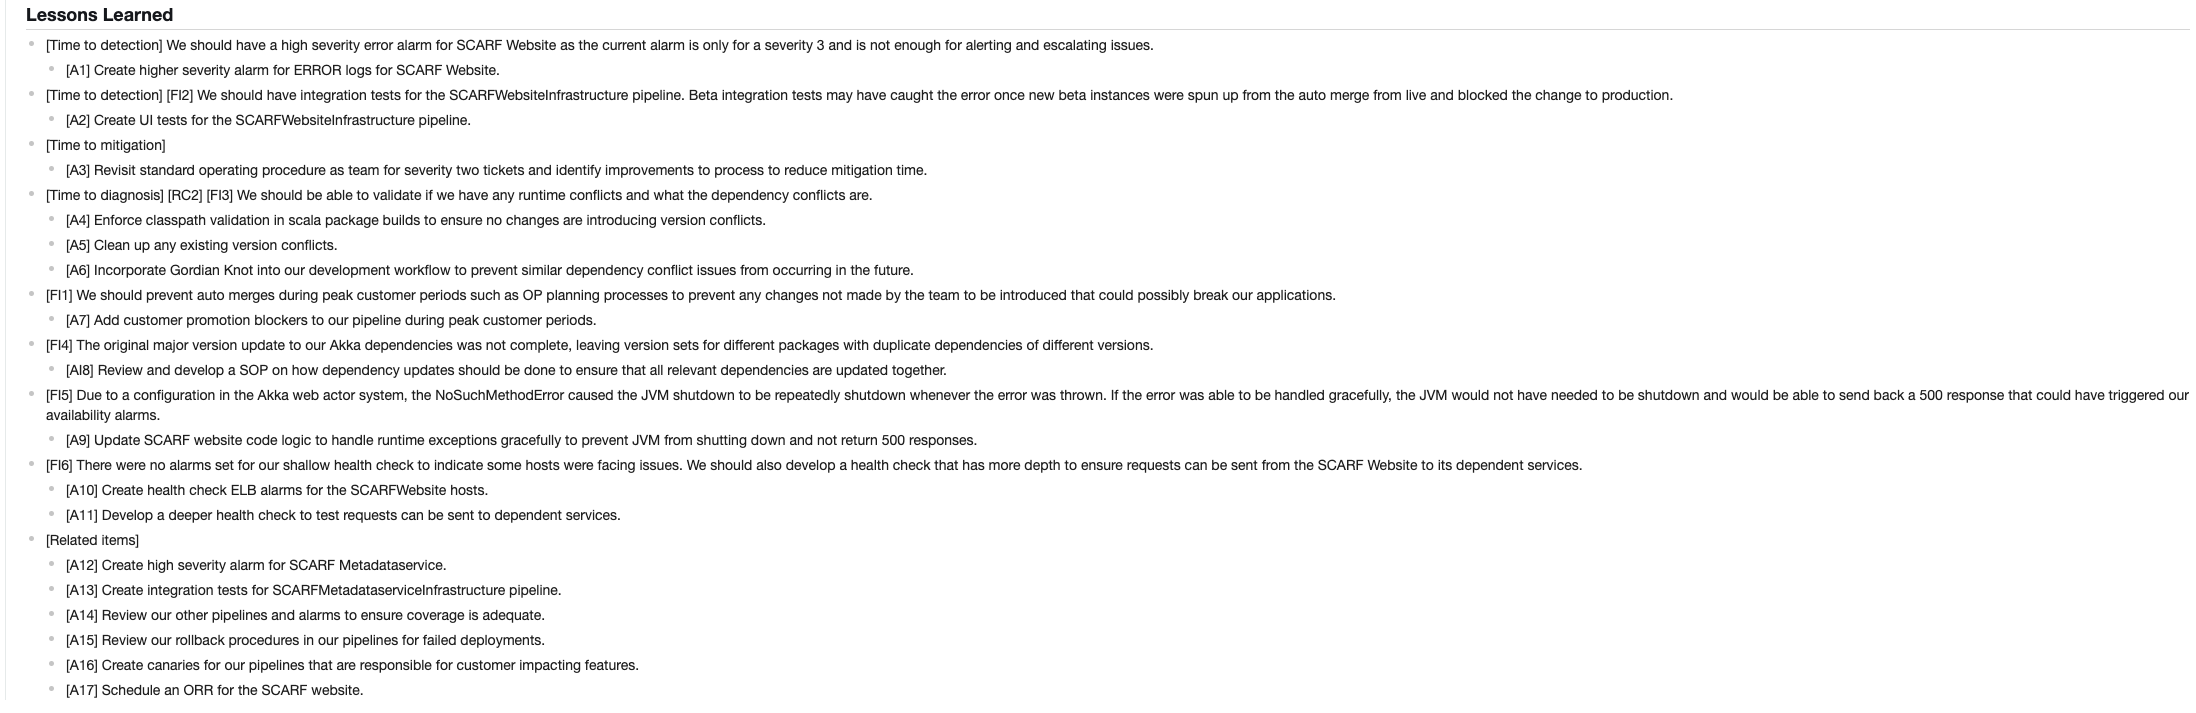 Lessons Learned
[Time to detection] We should have a high severity error alarm for SCARF Website as the current alarm is only for a severity 3 and is not enough for alerting and escalating issues.
[A1] Create higher severity alarm for ERROR logs for SCARF Website.
[Time to detection] [FI2] We should have integration tests for the SCARFWebsiteInfrastructure pipeline. Beta integration tests may have caught the error once new beta instances were spun up from the auto merge from live and blocked the change to production.
[A2] Create UI tests for the SCARFWebsiteInfrastructure pipeline.
[Time to mitigation]
[A3] Revisit standard operating procedure as team for severity two tickets and identify improvements to process to reduce mitigation time.
[Time to diagnosis] [RC2] [FI3] We should be able to validate if we have any runtime conflicts and what the dependency conflicts are.
[A4] Enforce classpath validation in scala package builds to ensure no changes are introducing version conflicts.
[A5] Clean up any existing version conflicts.
[A6] Incorporate Gordian Knot into our development workflow to prevent similar dependency conflict issues from occurring in the future.
[FI1] We should prevent auto merges during peak customer periods such as OP planning processes to prevent any changes not made by the team to be introduced that could possibly break our applications.
[A7] Add customer promotion blockers to our pipeline during peak customer periods.
[FI4] The original major version update to our Akka dependencies was not complete, leaving version sets for different packages with duplicate dependencies of different versions.
[AI8] Review and develop a SOP on how dependency updates should be done to ensure that all relevant dependencies are updated together.
[FI5] Due to a configuration in the Akka web actor system, the NoSuchMethodError caused the JVM shutdown to be repeatedly shutdown whenever the error was thrown. If the error was able to be handled gracefully, the JVM would not have needed to be shutdown and would be able to send back a 500 response that could have triggered our
availability alarms.
[A9] Update SCARF website code logic to handle runtime exceptions gracefully to prevent JVM from shutting down and not return 500 responses.
[FI6] There were no alarms set for our shallow health check to indicate some hosts were facing issues. We should also develop a health check that has more depth to ensure requests can be sent from the SCARF Website to its dependent services.
[A10] Create health check ELB alarms for the SCARFWebsite hosts.
[A11] Develop a deeper health check to test requests can be sent to dependent services.
[Related items]
[A12] Create high severity alarm for SCARF Metadataservice.
[A13] Create integration tests for SCARFMetadataserviceInfrastructure pipeline.
[A14] Review our other pipelines and alarms to ensure coverage is adequate.
[A15] Review our rollback procedures in our pipelines for failed deployments.
[A16] Create canaries for our pipelines that are responsible for customer impacting features.
[A17] Schedule an ORR for the SCARF website.